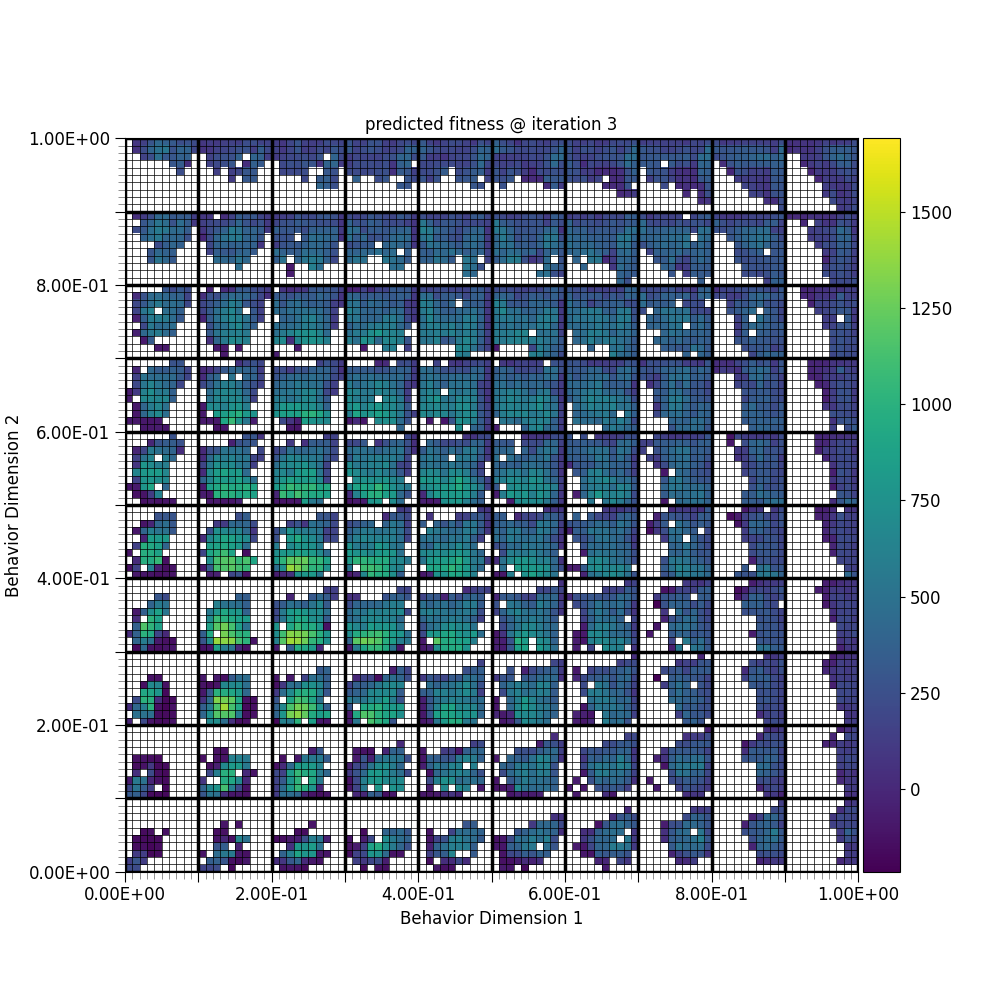 predicted fitness @ iteration 3
1.00E+00
8.00E-01
6.00E-01
4.00E-01
2.00E-01
0.00E+00
Behavior Dimension 2
0.00E+00 2.00E-01 4.00E-01 6.00E-01 8.00E-01 1.00E+00
Behavior Dimension 1
1500
1250
1000
750
500
250
0